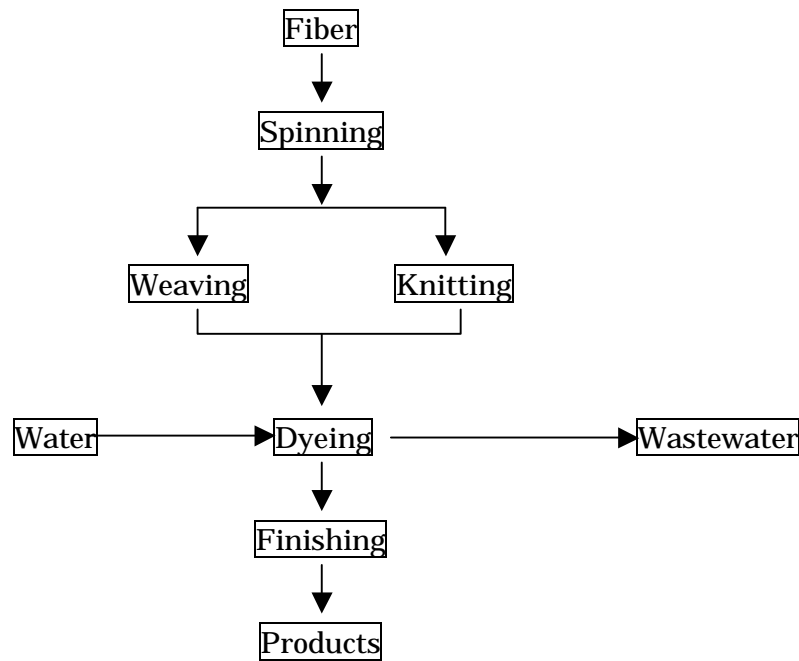 Fiber
Spinning
Weaving
Knitting
Water
Dyeing
Wastewater
Finishing
Products